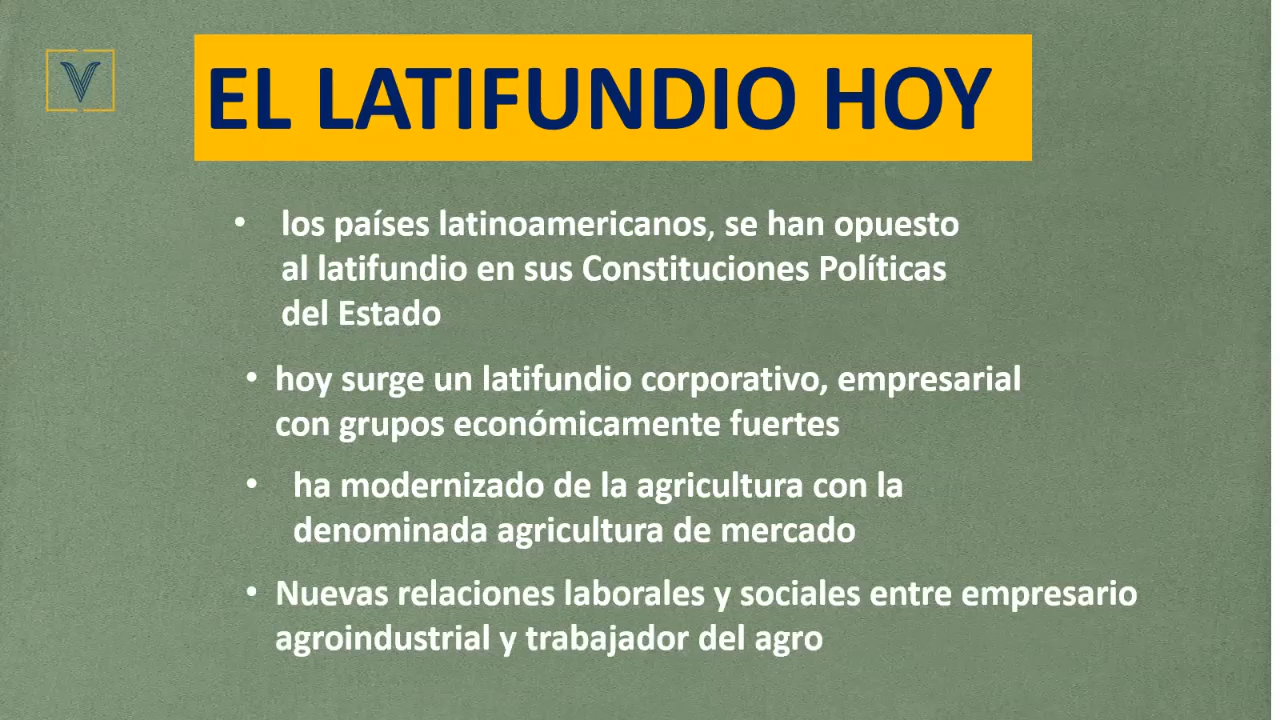 EL LATIFUNDIO HOY
• los países latinoamericanos, se han opuesto
al latifundio en sus Constituciones Políticas
del Estado
• hoy surge un latifundio corporativo, empresarial
con grupos económicamente fuertes
• ha modernizado de la agricultura con la
denominada agricultura de mercado
• Nuevas relaciones laborales y sociales entre empresario
agroindustrial y trabajador del agro